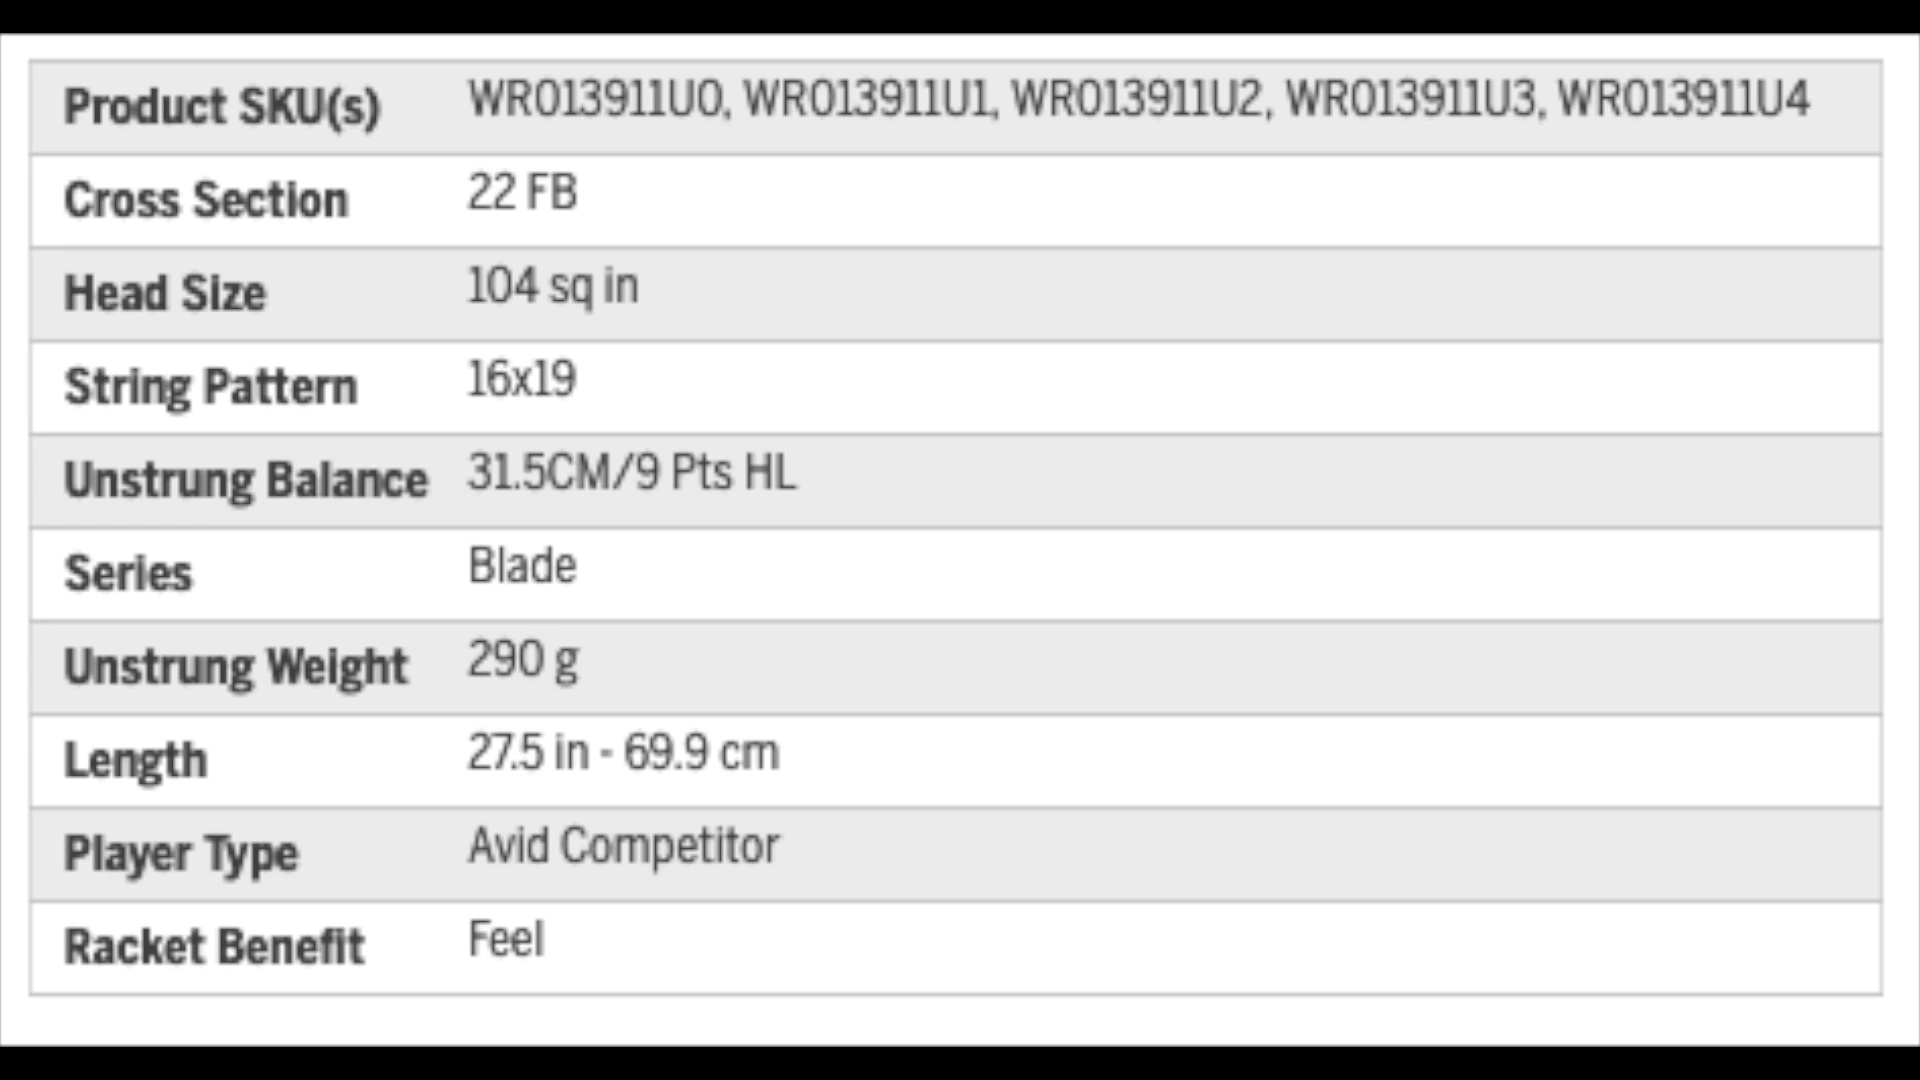 Product SKU(s) WR013911U0, WR013911U1, WR013911U2, WR013911U3, WR013911U4
Cross Section 22 FB
Head Size 104 sq in
String Pattern 16x19
Unstrung Balance 31.5CM/9 Pts HL
Series Blade
Unstrung Weight 290 g
Length 27.5 in - 69.9 cm
Player Type Avid Competitor
Racket Benefit Feel